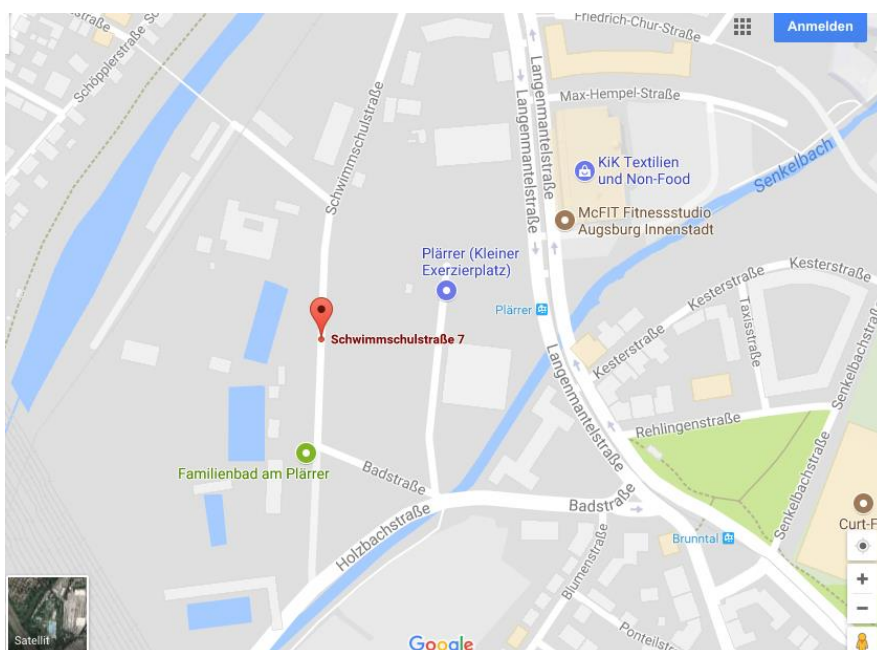 Schöpplerstraße
Friedrich-Chur-Straße
Anmelden
Langenmantelstraße
Langenmantelstraße
Max-Hempel-Straße
Schwimmschulstraße
KiK Textilien
und Non-Food
Senkelbach
McFIT Fitnessstudio
Augsburg Innenstadt
Plärrer (Kleiner
Exerzierplatz)
Kesterstraße
Kesterstraße
Kesterstraße
Taxisstraße
Plärrer
Schwimmschulstraße 7
Langenmantelstraße
Senkelbachstraße
Rehlingenstraße
Familienbad am Plärrer
Badstraße
Badstraße
Senkelbachstraße
Holzbachstraße
Brunntal
Curt-F
Blumenstraße
Satellit
Google